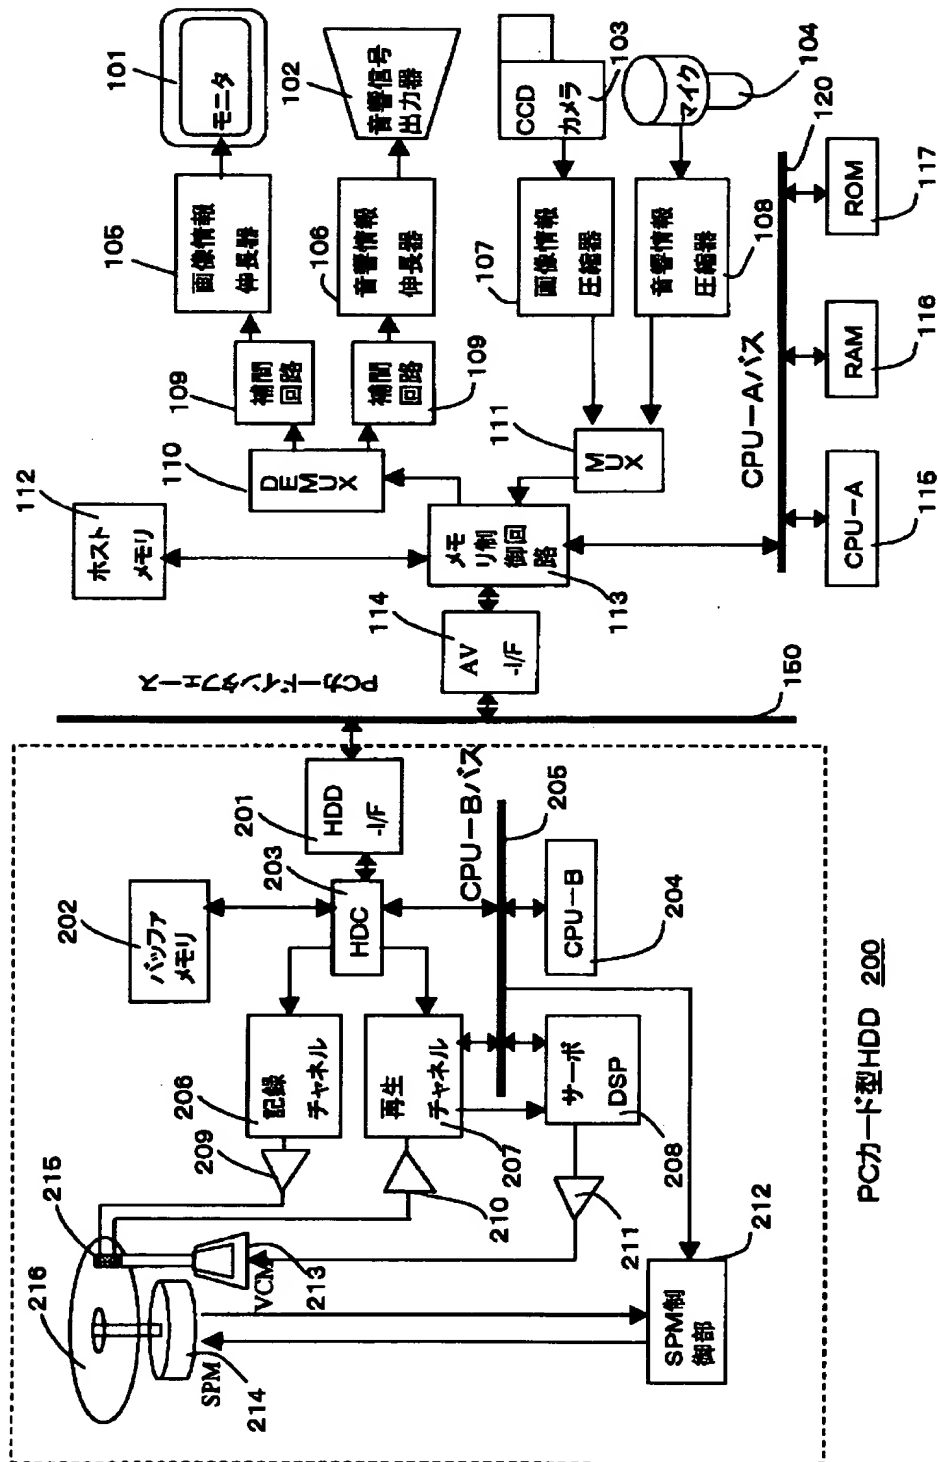 216
215
SPM
214
VCM
213
209
210
211
202
バッファ
メモリ
206
記録
チャネル
再生
チャネル
207
サーボ
DSP
208
SPM制
御部
212
203
HDC
201
HDD
-I/F
CPU-Bバス
205
CPU-B
204
PCカード型HDD 200
PCカードインタフェース
150
112
ホスト
メモリ
114
AV
-I/F
メモ
リ制
御回
路
113
110
DEMUX
109
補間
回路
補間
回路
109
111
MUX
105
画像情報
伸長器
106
音響情報
伸長器
107
画像情報
圧縮器
音響情報
圧縮器
108
101
モニタ
102
音響信号
出力器
CCD
カメラ
103
マイク
104
CPU-Aバス
120
CPU-A
115
RAM
116
ROM
117